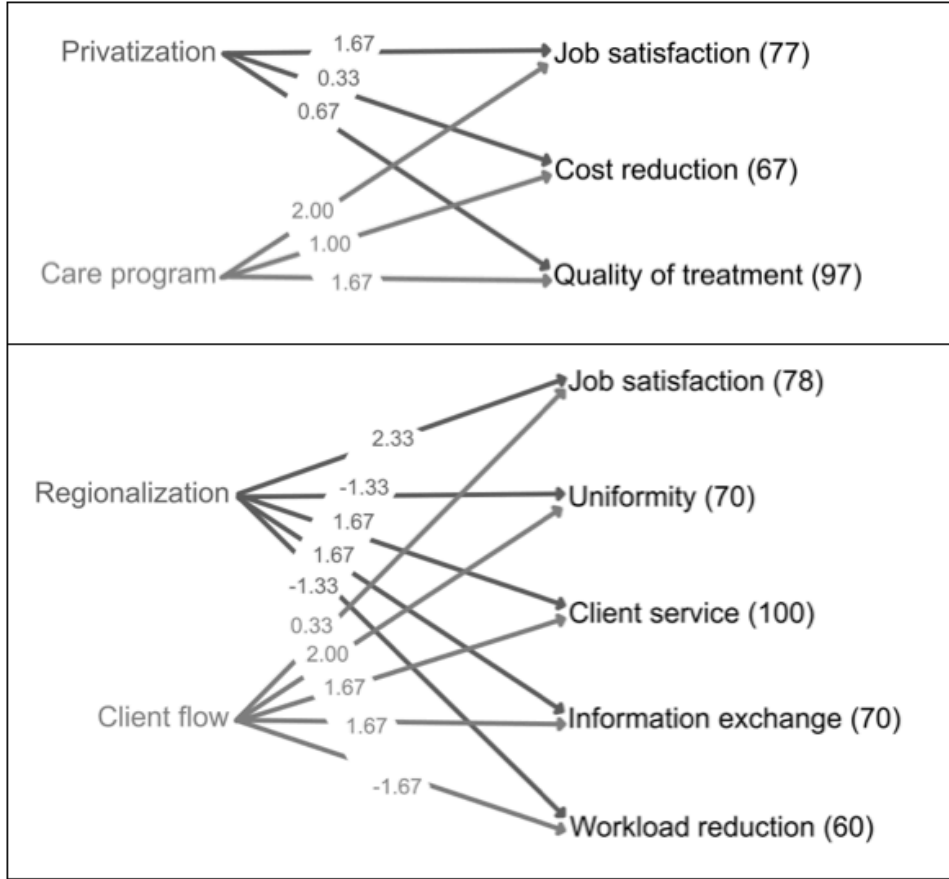 Privatization
1.67
0.33
0.67
Job satisfaction (77)
Cost reduction (67)
Care program
2.00
1.00
1.67
Quality of treatment (97)
Job satisfaction (78)
2.33
Regionalization
-1.33
1.67
1.67
-1.33
Uniformity (70)
Client service (100)
0.33
2.00
1.67
1.67
-1.67
Client flow
Information exchange (70)
Workload reduction (60)